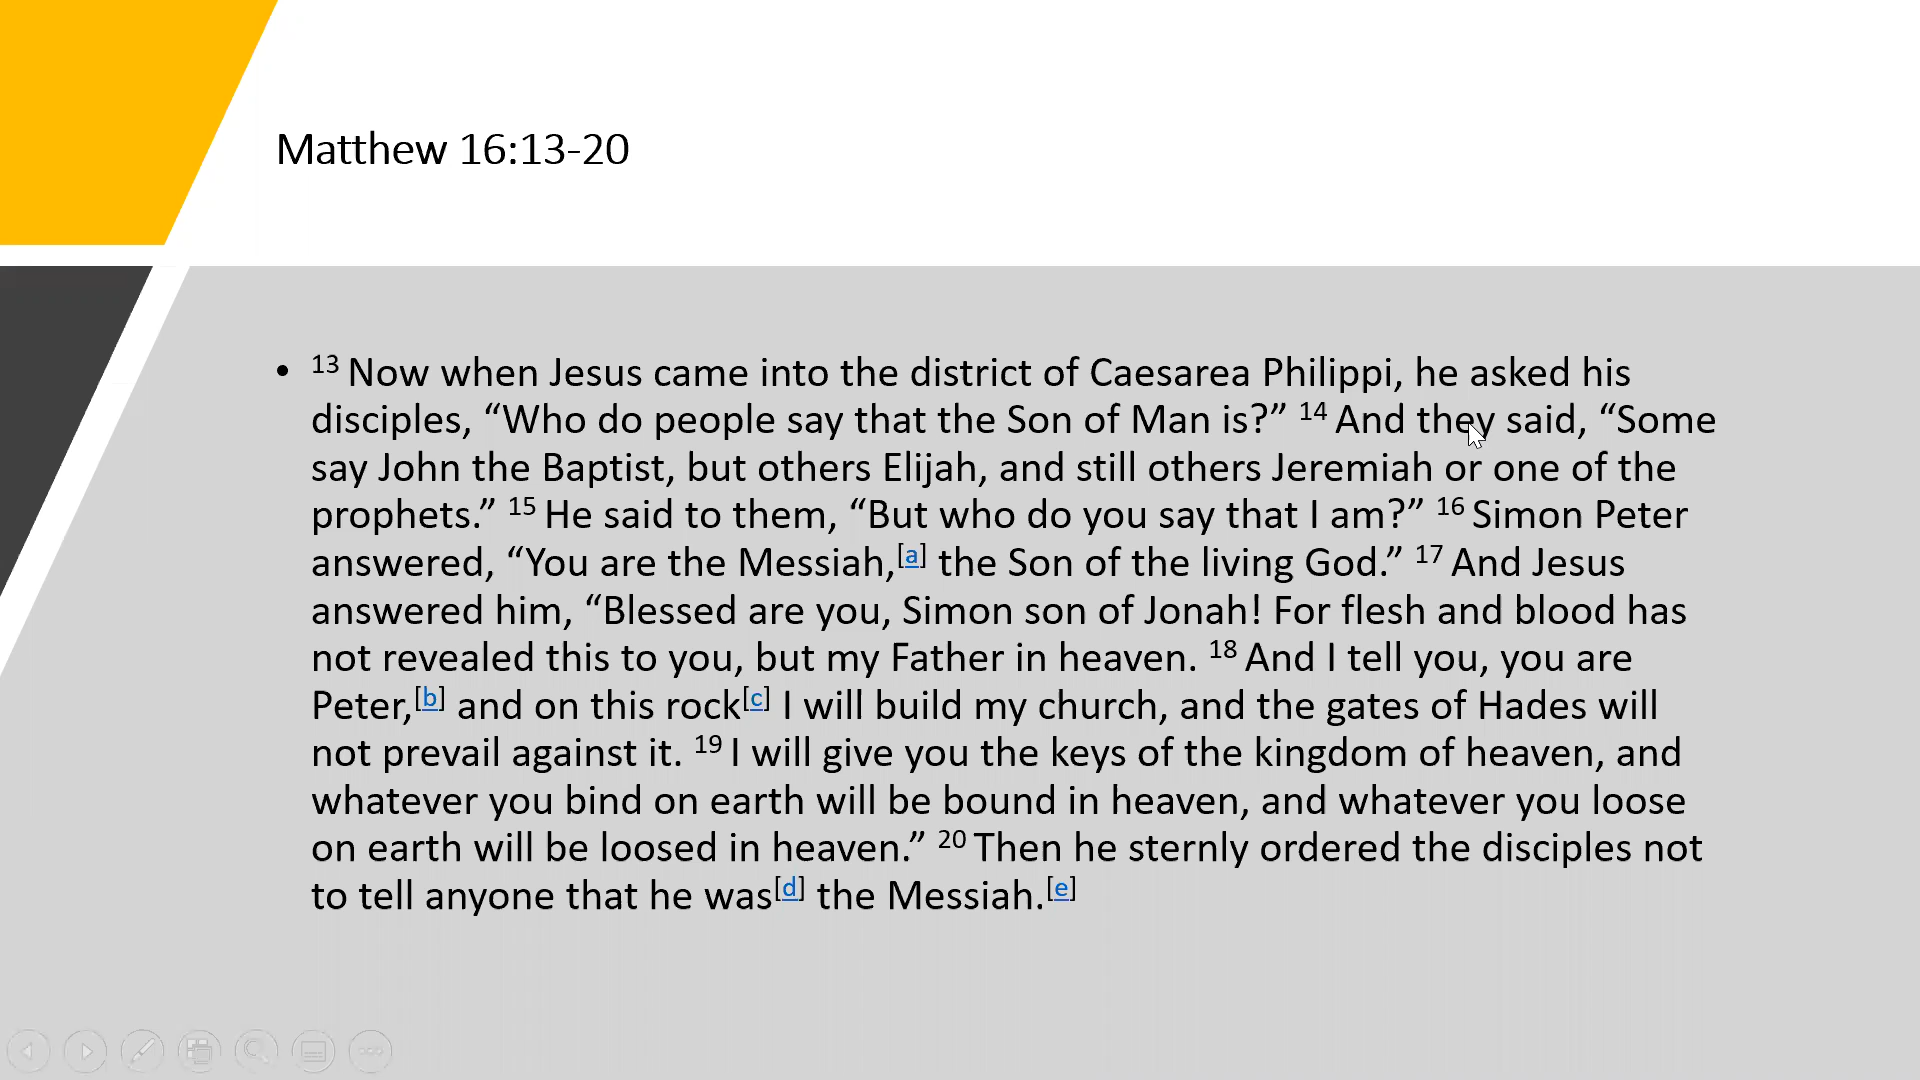 Matthew 16:13-20
• 13 Now when Jesus came into the district of Caesarea Philippi, he asked his
disciples, “Who do people say that the Son of Man is?” 14 And they said, “Some
say John the Baptist, but others Elijah, and still others Jeremiah or one of the
prophets.” 15 He said to them, “But who do you say that I am?” 16 Simon Peter
answered, “You are the Messiah,[a] the Son of the living God.” 17 And Jesus
answered him, “Blessed are you, Simon son of Jonah! For flesh and blood has
not revealed this to you, but my Father in heaven. 18 And I tell you, you are
Peter,[b] and on this rock[c] I will build my church, and the gates of Hades will
not prevail against it. 19 I will give you the keys of the kingdom of heaven, and
whatever you bind on earth will be bound in heaven, and whatever you loose
on earth will be loosed in heaven.” 20 Then he sternly ordered the disciples not
to tell anyone that he was[d] the Messiah.[e]